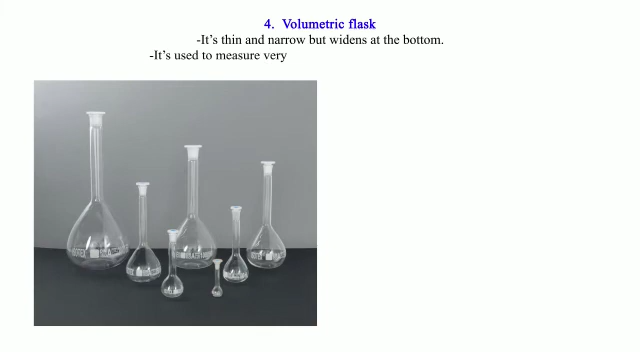 4. Volumetric flask
-It's thin and narrow but widens at the bottom.
-It's used to measure very